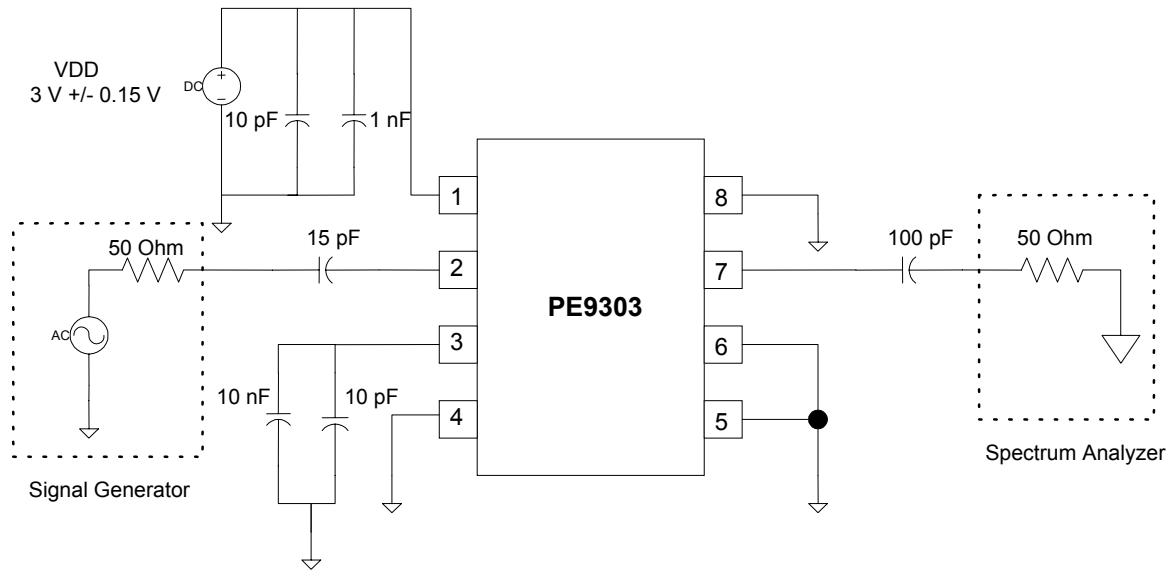 VDD
3 V +/- 0.15 V
DC
+
−
10 pF
1 nF
1
8
50 Ohm
15 pF
2
7
100 pF
50 Ohm
PE9303
AC
3
6
10 nF
10 pF
4
5
Signal Generator
Spectrum Analyzer